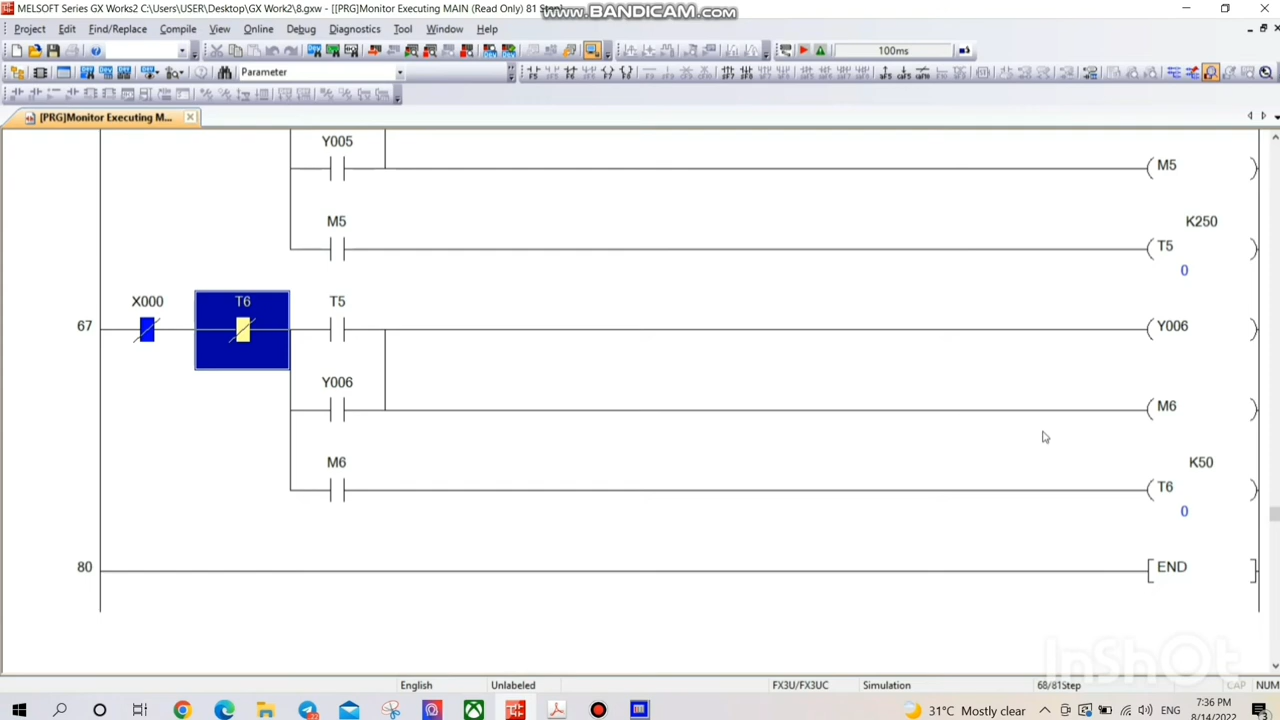 MELSOFT Series GX Works2 C:\Users\USER\Desktop\GX Work2\8.gxw - [[PRG]Monitor Executing MAIN (Read Only) 81 Step]
www.BANDICAM.com
Project Edit Find/Replace Compile View Online Debug Diagnostics Tool Window Help
100ms
Parameter
[PRG]Monitor Executing M...
Y005
M5
M5
K250
T5
0
X000 T6 T5
67
Y006
Y006
M6
M6
K50
T6
0
80
END
InShot
English Unlabeled FX3U/FX3UC Simulation 68/81Step CAP NUM
31°C Mostly clear ENG 7:36 PM
8/14/2022